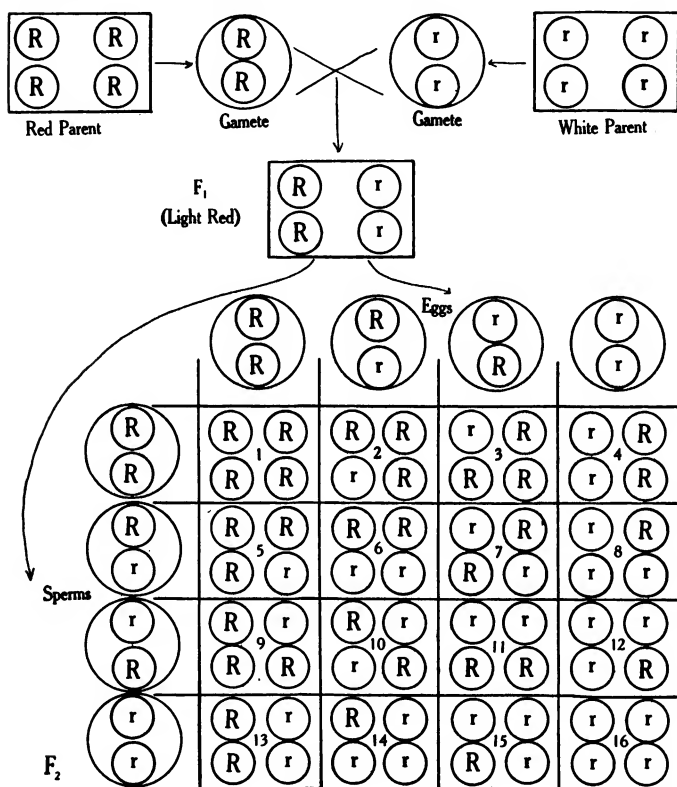 R R R r r r
R R R r r r
Red Parent Gamete Gamete White Parent
F₁ R r
(Light Red) R r
Eggs
R R r r
R r R r
R R R R R r R r R
1 2 3 4
R R R r R R R r R
R R R R R r R r R
5 6 7 8
r R r r r R r r r
Sperms
r R r R r r r r r
9 10 11 12
R R R r R R R r R
r R r R r r r r r
13 14 15 16
F₂ r R r r r R r r r